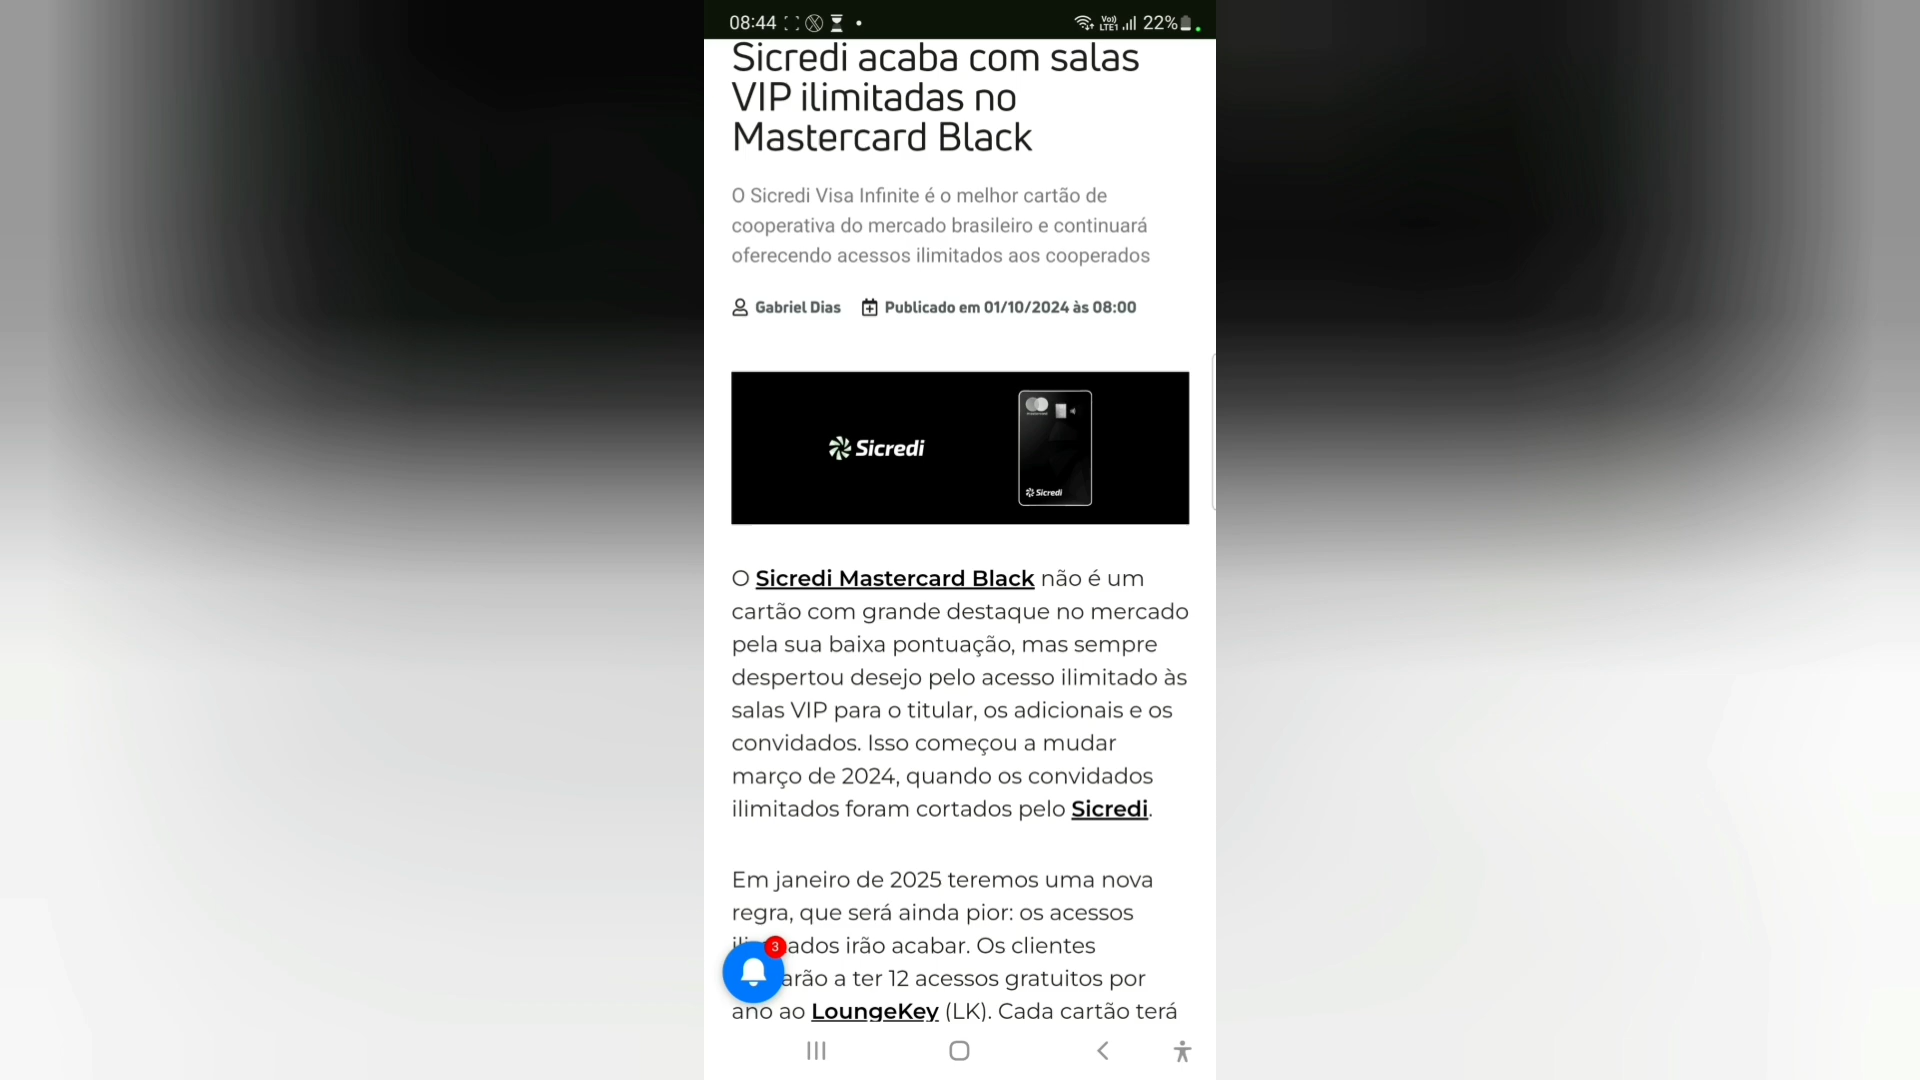 08:44
Vo))
LTE1
22%
Sicredi acaba com salas
VIP ilimitadas no
Mastercard Black
O Sicredi Visa Infinite é o melhor cartão de
cooperativa do mercado brasileiro e continuará
oferecendo acessos ilimitados aos cooperados
Gabriel Dias Publicado em 01/10/2024 às 08:00
Sicredi
Sicredi
O Sicredi Mastercard Black não é um
cartão com grande destaque no mercado
pela sua baixa pontuação, mas sempre
despertou desejo pelo acesso ilimitado às
salas VIP para o titular, os adicionais e os
convidados. Isso começou a mudar
março de 2024, quando os convidados
ilimitados foram cortados pelo Sicredi.
Em janeiro de 2025 teremos uma nova
regra, que será ainda pior: os acessos
ados irão acabar. Os clientes
3
arão a ter 12 acessos gratuitos por
ano ao LoungeKey (LK). Cada cartão terá